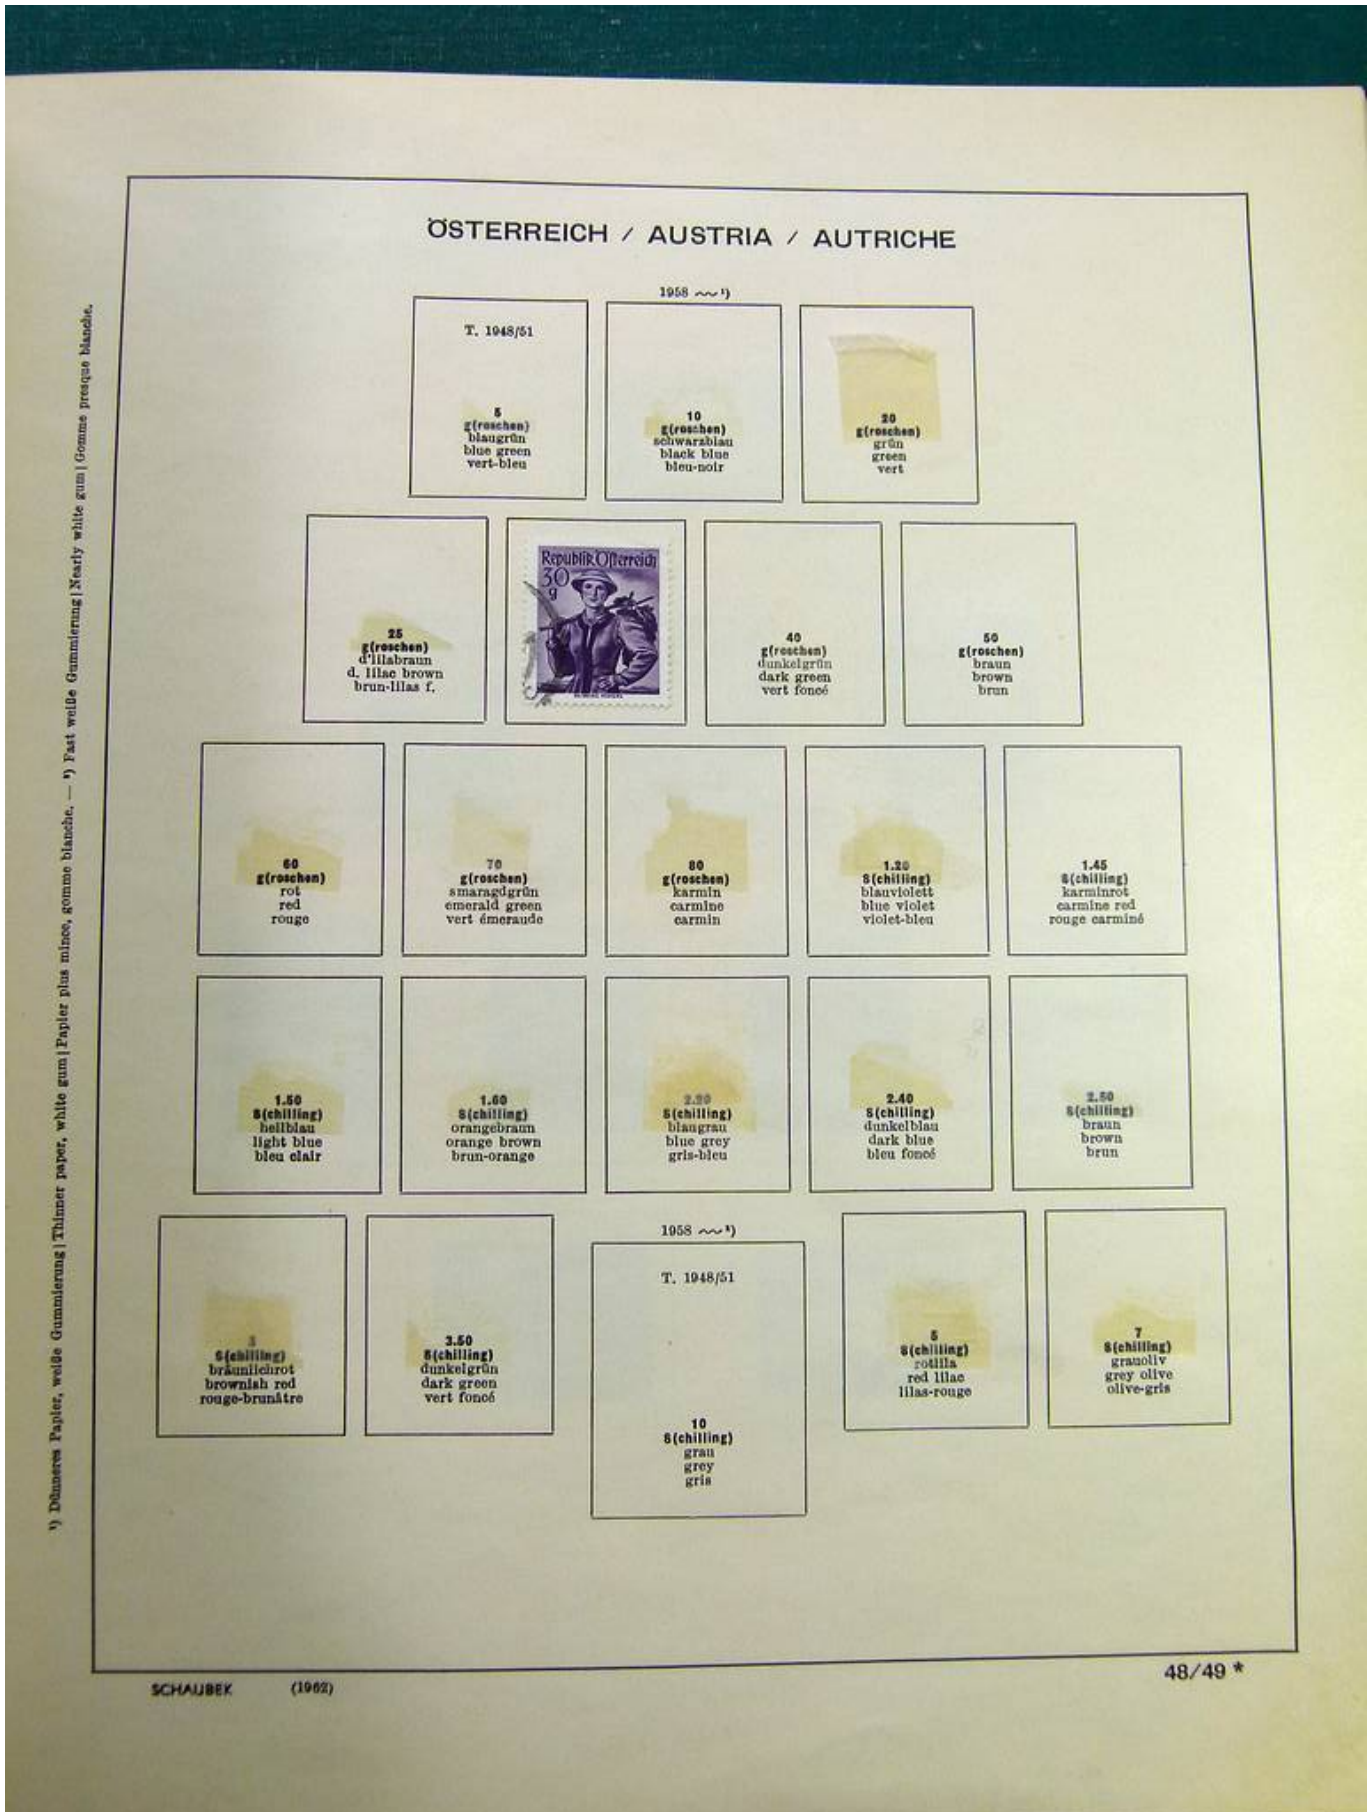 ÖSTERREICH / AUSTRIA / AUTRICHE
1958 ¹)
T. 1948/51
5
g(roschen)
blaugrün
blue green
vert-bleu
10
g(roschen)
schwarzblau
black blue
bleu-noir
20
g(roschen)
grün
green
vert
25
g(roschen)
d'lilabraun
d. lilac brown
brun-lilas f.
Republik Österreich
30
g
40
g(roschen)
dunkelgrün
dark green
vert foncé
50
g(roschen)
braun
brown
brun
60
g(roschen)
rot
red
rouge
70
g(roschen)
smaragdgrün
emerald green
vert émeraude
80
g(roschen)
karmin
carmine
carmin
1.20
S(chilling)
blauviolett
blue violet
violet-bleu
1.45
S(chilling)
karminrot
carmine red
rouge carminé
1.50
S(chilling)
hellblau
light blue
bleu clair
1.60
S(chilling)
orangebraun
orange brown
brun-orange
2.20
S(chilling)
blaugrau
blue grey
gris-bleu
2.40
S(chilling)
dunkelblau
dark blue
bleu foncé
S(chilling)
braun
brown
brun
3
S(chilling)
bräunlichrot
brownish red
rouge-brunâtre
3.50
S(chilling)
dunkelgrün
dark green
vert foncé
1958 ²)
T. 1948/51
10
S(chilling)
grau
grey
gris
5
S(chilling)
rotlila
red lilac
lilas-rouge
7
S(chilling)
grauoliv
grey olive
olive-gris
¹) Dünneres Papier, weiße Gummierung | Thinner paper, white gum | Papier plus mince, gomme blanche. — ²) Fast weiße Gummierung | Nearly white gum | Gomme presque blanche.
SCHAUBEK (1962)
48/49 *